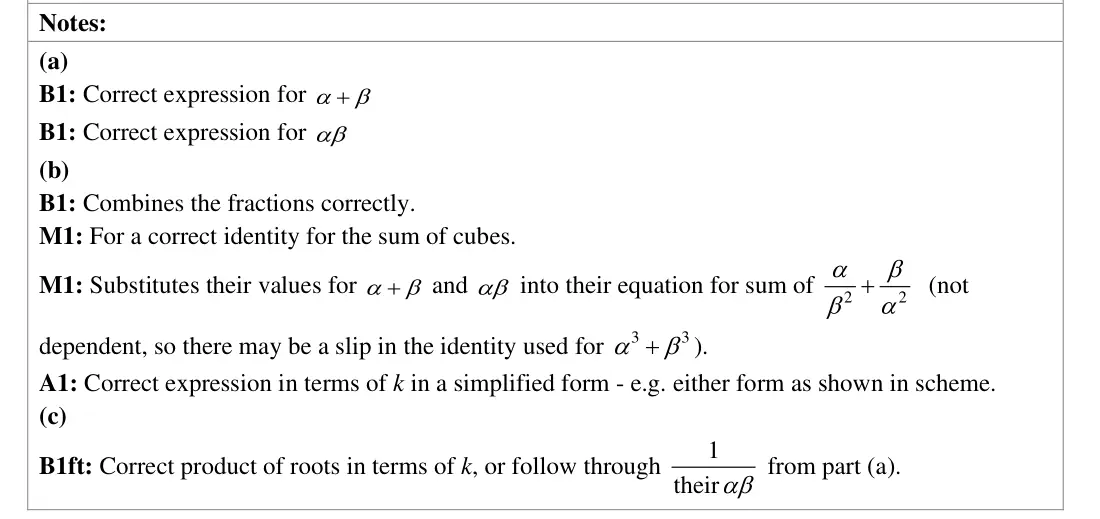 Notes:
(a)
B1: Correct expression for α + β
B1: Correct expression for αβ
(b)
B1: Combines the fractions correctly.
M1: For a correct identity for the sum of cubes.
M1: Substitutes their values for α + β and αβ into their equation for sum of α/β² + β/α² (not
dependent, so there may be a slip in the identity used for α³ + β³).
A1: Correct expression in terms of k in a simplified form - e.g. either form as shown in scheme.
(c)
B1ft: Correct product of roots in terms of k, or follow through 1/(their αβ) from part (a).